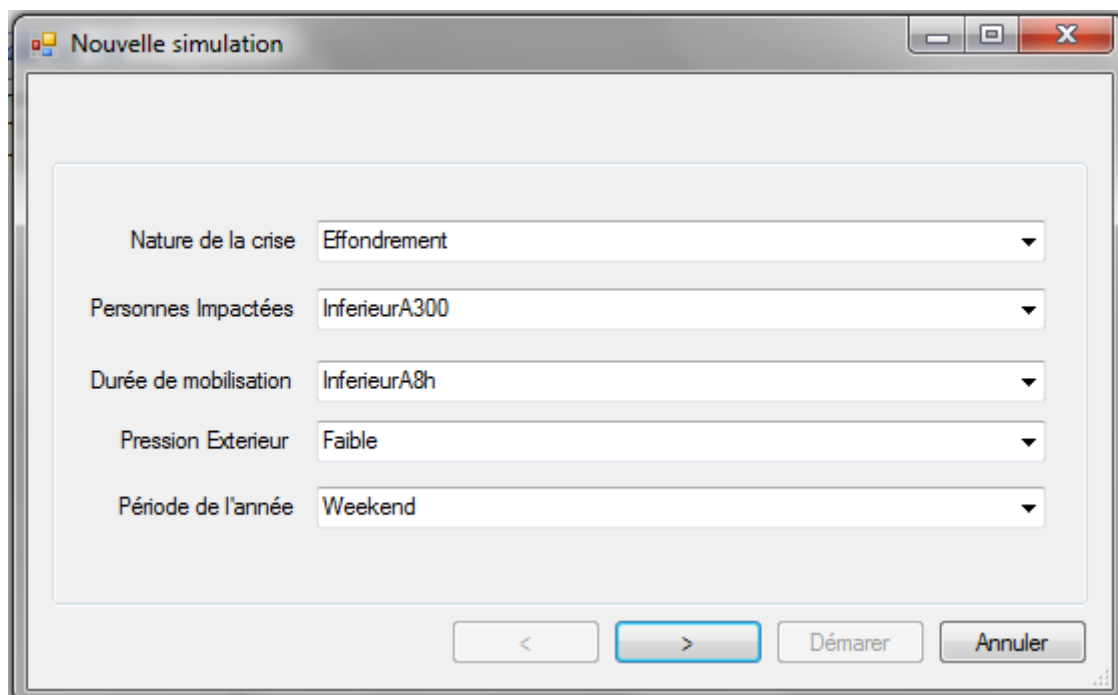 Nouvelle simulation
Nature de la crise Effondrement
Personnes Impactées InferieurA300
Durée de mobilisation InferieurA8h
Pression Exterieur Faible
Période de l'année Weekend
< > Démarer Annuler